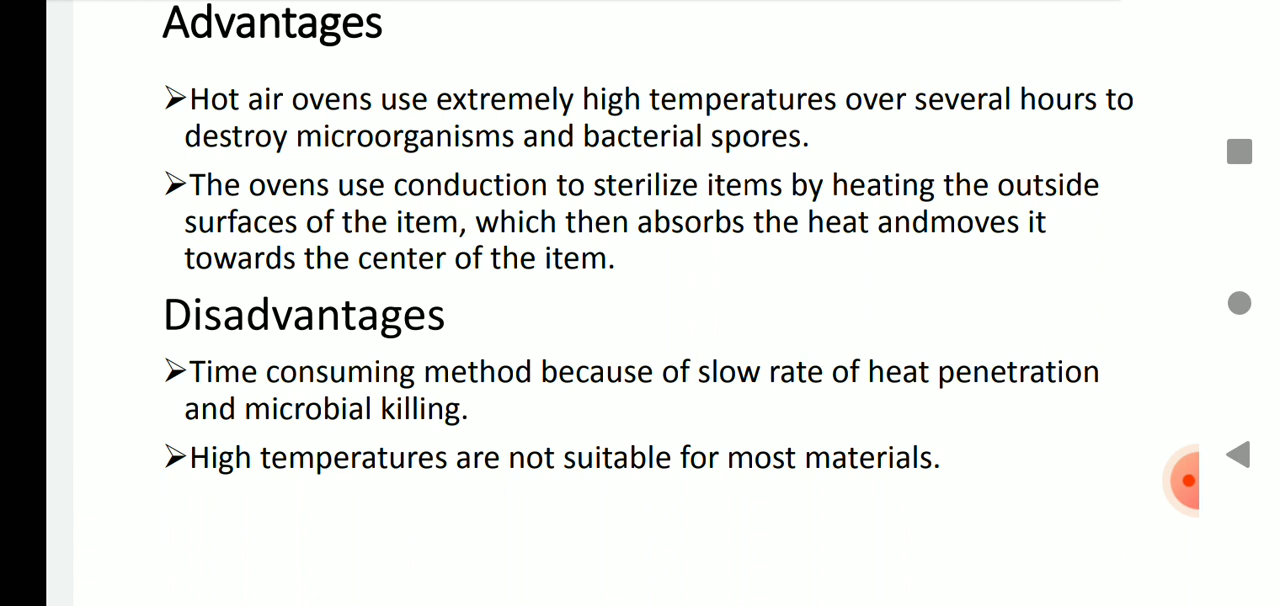 Advantages
➢Hot air ovens use extremely high temperatures over several hours to
destroy microorganisms and bacterial spores.
➢The ovens use conduction to sterilize items by heating the outside
surfaces of the item, which then absorbs the heat andmoves it
towards the center of the item.
Disadvantages
➢Time consuming method because of slow rate of heat penetration
and microbial killing.
➢High temperatures are not suitable for most materials.